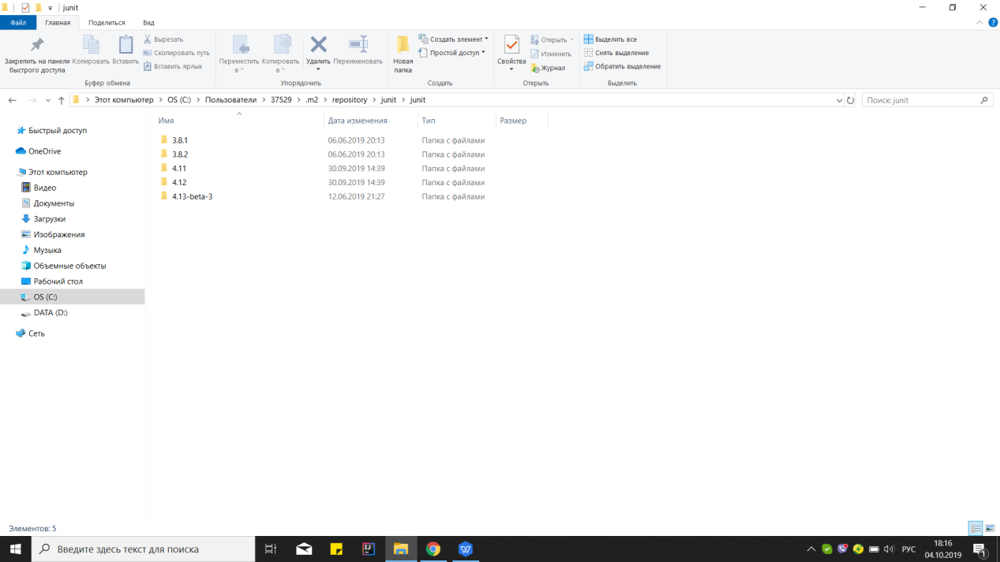 junit
Файл Главная Поделиться Вид
Закрепить на панели быстрого доступа
Копировать
Вставить
Вырезать
Скопировать путь
Вставить ярлык
Буфер обмена
Переместить в
Копировать в
Удалить
Переименовать
Упорядочить
Новая папка
Создать элемент
Простой доступ
Создать
Свойства
Открыть
Изменить
Журнал
Открыть
Выделить все
Снять выделение
Обратить выделение
Выделить
Этот компьютер > OS (C:) > Пользователи > 37529 > .m2 > repository > junit > junit
Поиск: junit
Быстрый доступ
OneDrive
Этот компьютер
Видео
Документы
Загрузки
Изображения
Музыка
Объемные объекты
Рабочий стол
OS (C:)
DATA (D:)
Сеть
Имя Дата изменения Тип Размер
3.8.1 06.06.2019 20:13 Папка с файлами
3.8.2 06.06.2019 20:13 Папка с файлами
4.11 30.09.2019 14:39 Папка с файлами
4.12 30.09.2019 14:39 Папка с файлами
4.13-beta-3 12.06.2019 21:27 Папка с файлами
Элементов: 5
Введите здесь текст для поиска
РУС
18:16
04.10.2019
1